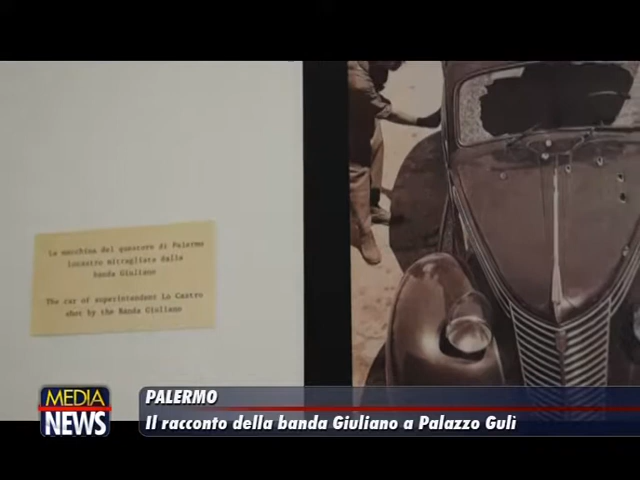 La macchina del questore di Palermo
Locastro mitragliata dalla
banda Giuliano
The car of superintendent Lo Castro
shot by the Banda Giuliano
MEDIA
NEWS
PALERMO
Il racconto della banda Giuliano a Palazzo Gulì